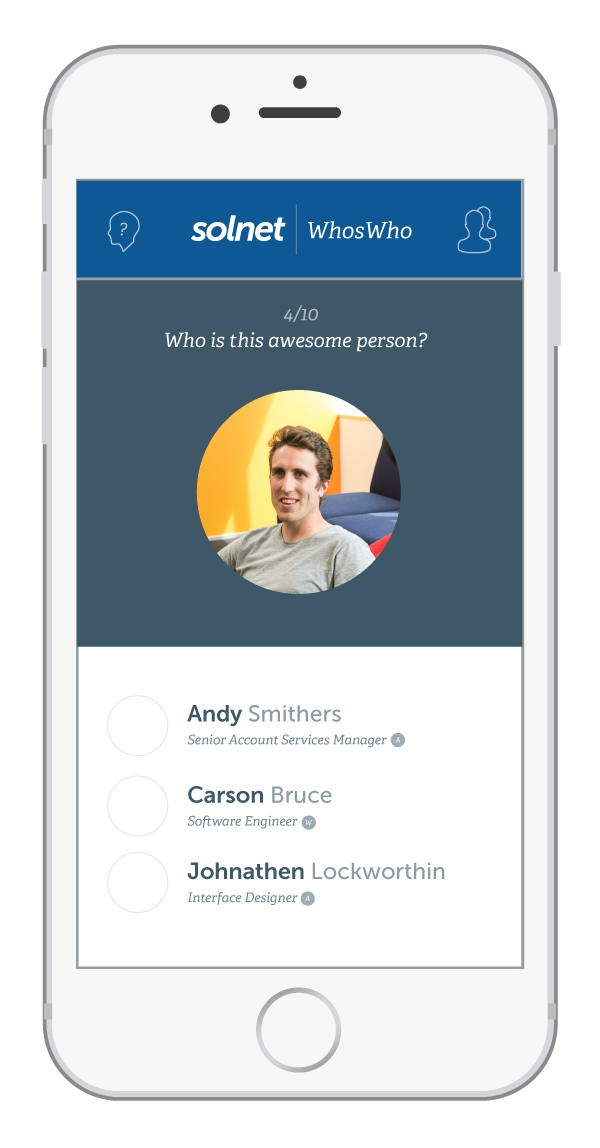 ?
solnet | WhosWho
4/10
Who is this awesome person?
Andy Smithers
Senior Account Services Manager A
Carson Bruce
Software Engineer W
Johnathen Lockworthin
Interface Designer A